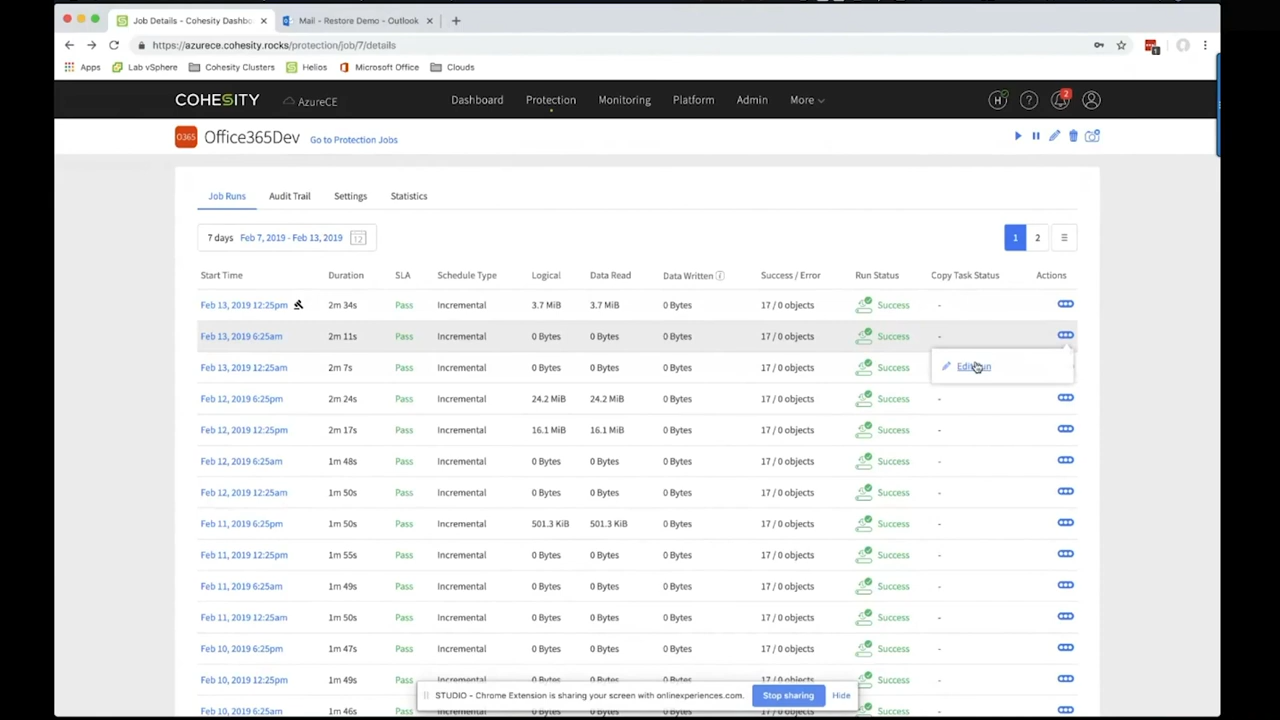 Job Details - Cohesity Dashbo
Mail - Restore Demo - Outlook
https://azurece.cohesity.rocks/protection/job/7/details
Apps Lab vSphere Cohesity Clusters Helios Microsoft Office Clouds
COHESITY AzureCE Dashboard Protection Monitoring Platform Admin More H ? 2
O365 Office365Dev Go to Protection Jobs
Job Runs Audit Trail Settings Statistics
7 days Feb 7, 2019 - Feb 13, 2019 12 1 2
Start Time Duration SLA Schedule Type Logical Data Read Data Written Success / Error Run Status Copy Task Status Actions
Feb 13, 2019 12:25pm 2m 34s Pass Incremental 3.7 MiB 3.7 MiB 0 Bytes 17 / 0 objects Success -
Feb 13, 2019 6:25am 2m 11s Pass Incremental 0 Bytes 0 Bytes 0 Bytes 17 / 0 objects Success -
Feb 13, 2019 12:25am 2m 7s Pass Incremental 0 Bytes 0 Bytes 0 Bytes 17 / 0 objects Success
Feb 12, 2019 6:25pm 2m 24s Pass Incremental 24.2 MiB 24.2 MiB 0 Bytes 17 / 0 objects Success -
Feb 12, 2019 12:25pm 2m 17s Pass Incremental 16.1 MiB 16.1 MiB 0 Bytes 17 / 0 objects Success -
Feb 12, 2019 6:25am 1m 48s Pass Incremental 0 Bytes 0 Bytes 0 Bytes 17 / 0 objects Success -
Feb 12, 2019 12:25am 1m 50s Pass Incremental 0 Bytes 0 Bytes 0 Bytes 17 / 0 objects Success -
Feb 11, 2019 6:25pm 1m 50s Pass Incremental 501.3 KiB 501.3 KiB 0 Bytes 17 / 0 objects Success -
Feb 11, 2019 12:25pm 1m 55s Pass Incremental 0 Bytes 0 Bytes 0 Bytes 17 / 0 objects Success -
Feb 11, 2019 6:25am 1m 49s Pass Incremental 0 Bytes 0 Bytes 0 Bytes 17 / 0 objects Success -
Feb 11, 2019 12:25am 1m 50s Pass Incremental 0 Bytes 0 Bytes 0 Bytes 17 / 0 objects Success -
Feb 10, 2019 6:25pm 1m 47s Pass Incremental 0 Bytes 0 Bytes 0 Bytes 17 / 0 objects Success -
Feb 10, 2019 12:25pm 1m 49s Pass Success
Feb 10, 2019 6:25am 1m 46s Pass Success
STUDIO - Chrome Extension is sharing your screen with onlinexperiences.com. Stop sharing Hide